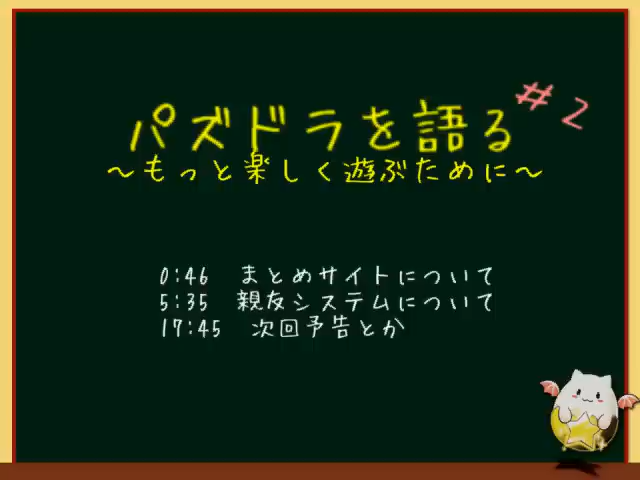 パズドラを語る #2
～もっと楽しく遊ぶために～
0:46 まとめサイトについて
5:35 親友システムについて
17:45 次回予告とか